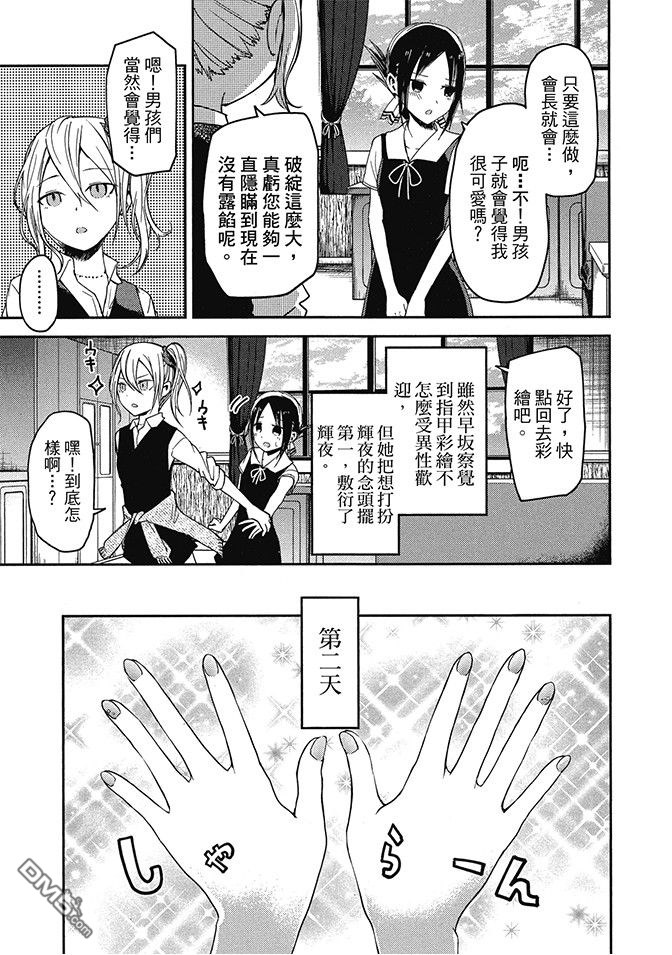 只要這麼做，
會長就會…
呃…不！男孩
子就會覺得我
很可愛嗎？
破綻這麼大，
真虧您能夠一
直隱瞞到現在
沒有露餡呢。
嗯！男孩們
當然會覺得…
……
好了，快
點回去彩
繪吧。
雖然早坂察覺
到指甲彩繪不
怎麼受異性歡
迎，
但她把想打扮
輝夜的念頭擺
第一，敷衍了
輝夜。
ウキ
ウキ
嘿！到底怎
樣啊…？
第二天
しゃらーん
DM5.COM